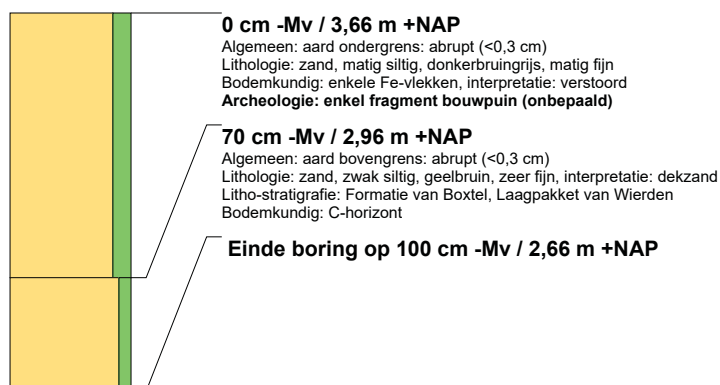 0 cm -Mv / 3,66 m +NAP
Algemeen: aard ondergrens: abrupt (<0,3 cm)
Lithologie: zand, matig siltig, donkerbruingrijs, matig fijn
Bodemkundig: enkele Fe-vlekken, interpretatie: verstoord
Archeologie: enkel fragment bouwpuin (onbepaald)
70 cm -Mv / 2,96 m +NAP
Algemeen: aard bovengrens: abrupt (<0,3 cm)
Lithologie: zand, zwak siltig, geelbruin, zeer fijn, interpretatie: dekzand
Litho-stratigrafie: Formatie van Boxtel, Laagpakket van Wierden
Bodemkundig: C-horizont
Einde boring op 100 cm -Mv / 2,66 m +NAP